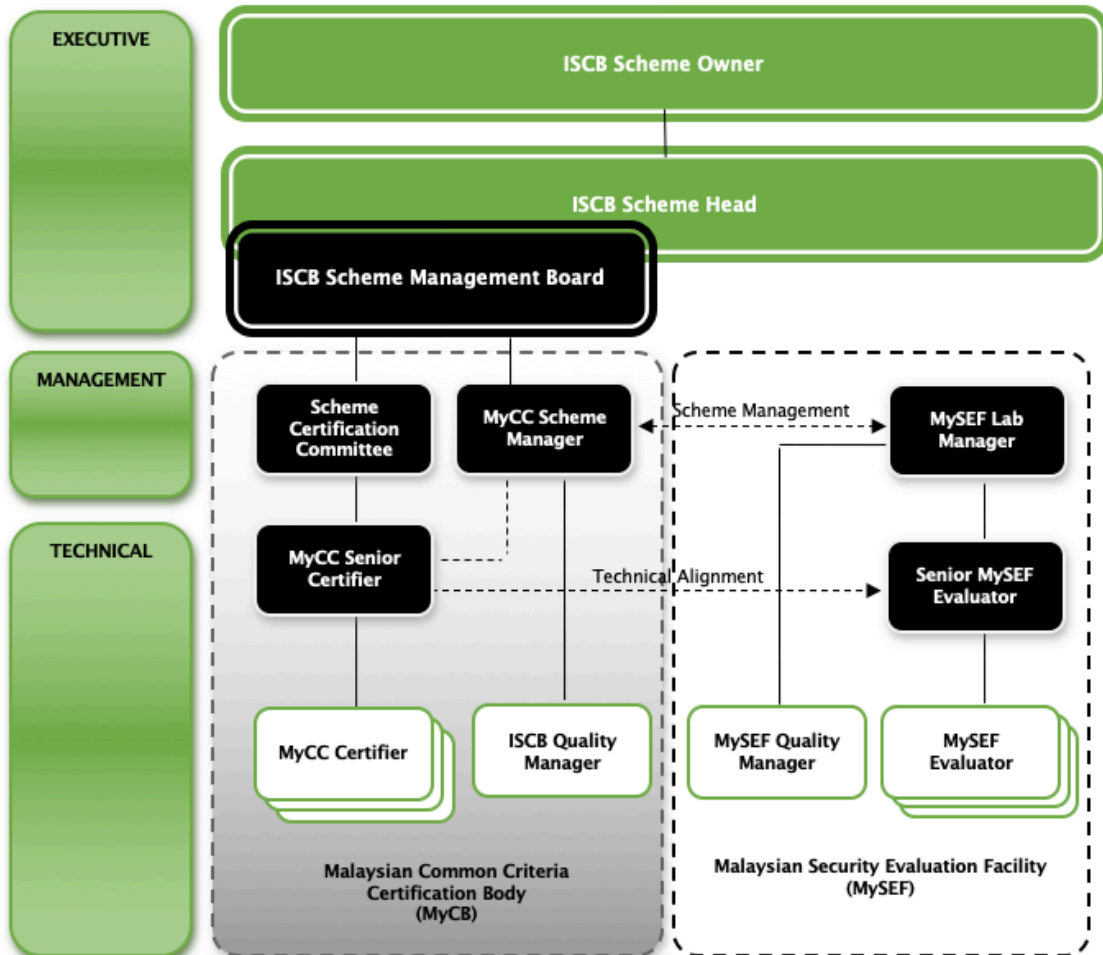 EXECUTIVE
ISCB Scheme Owner
ISCB Scheme Head
ISCB Scheme Management Board
MANAGEMENT
Scheme
Certification
Committee
MyCC Scheme
Manager
Scheme Management
MySEF Lab
Manager
TECHNICAL
MyCC Senior
Certifier
Technical Alignment
Senior MySEF
Evaluator
MyCC Certifier
ISCB Quality
Manager
MySEF Quality
Manager
MySEF
Evaluator
Malaysian Common Criteria
Certification Body
(MyCB)
Malaysian Security Evaluation Facility
(MySEF)